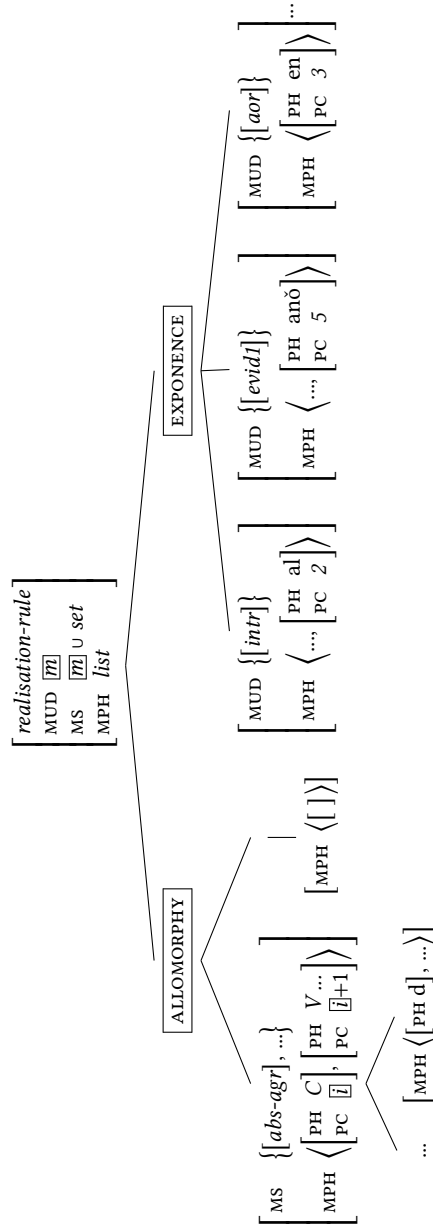 realisation-rule
MUD m
MS m ∪ set
MPH list
ALLOMORPHY
EXPONENCE
MS {[abs-agr], ...}
MPH ⟨[PH C, PC i], [PH V ..., PC i+1]⟩
[MPH ⟨[ ]⟩]
MUD {[intr]}
MPH ⟨..., [PH al, PC 2]⟩
MUD {[evid1]}
MPH ⟨..., [PH anŏ, PC 5]⟩
MUD {[aor]}
MPH ⟨[PH en, PC 3]⟩
...
...
[MPH ⟨[PH d], ...⟩]